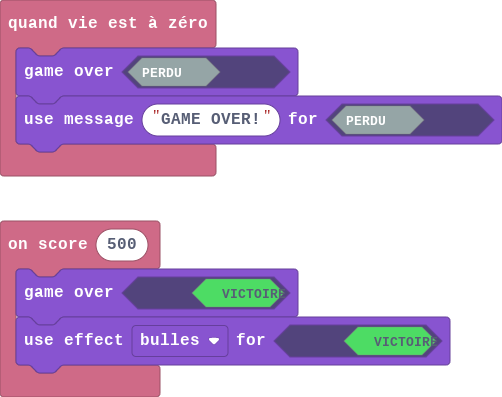 quand vie est à zéro
game over PERDU
use message "GAME OVER!" for PERDU
on score 500
game over VICTOIRE
use effect bulles for VICTOIRE